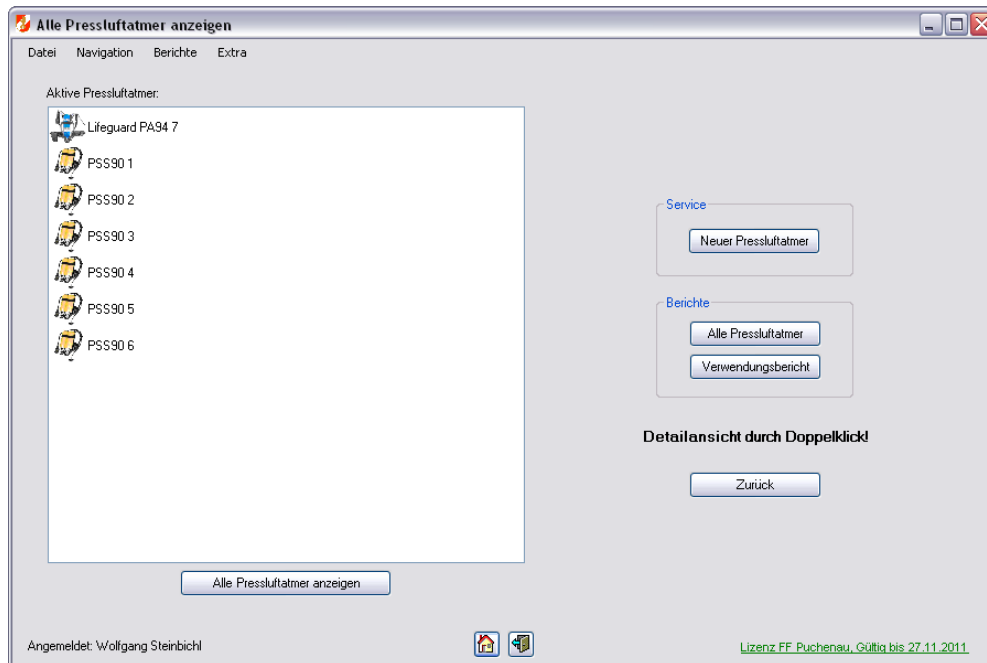 Alle Pressluftatmer anzeigen
Datei Navigation Berichte Extra
Aktive Pressluftatmer:
Lifeguard PA94 7
PSS90 1
PSS90 2
PSS90 3
PSS90 4
PSS90 5
PSS90 6
Service
Neuer Pressluftatmer
Berichte
Alle Pressluftatmer
Verwendungsbericht
Detailansicht durch Doppelklick!
Zurück
Alle Pressluftatmer anzeigen
Angemeldet: Wolfgang Steinbichl
Lizenz FF Puchenau, Gültig bis 27.11.2011